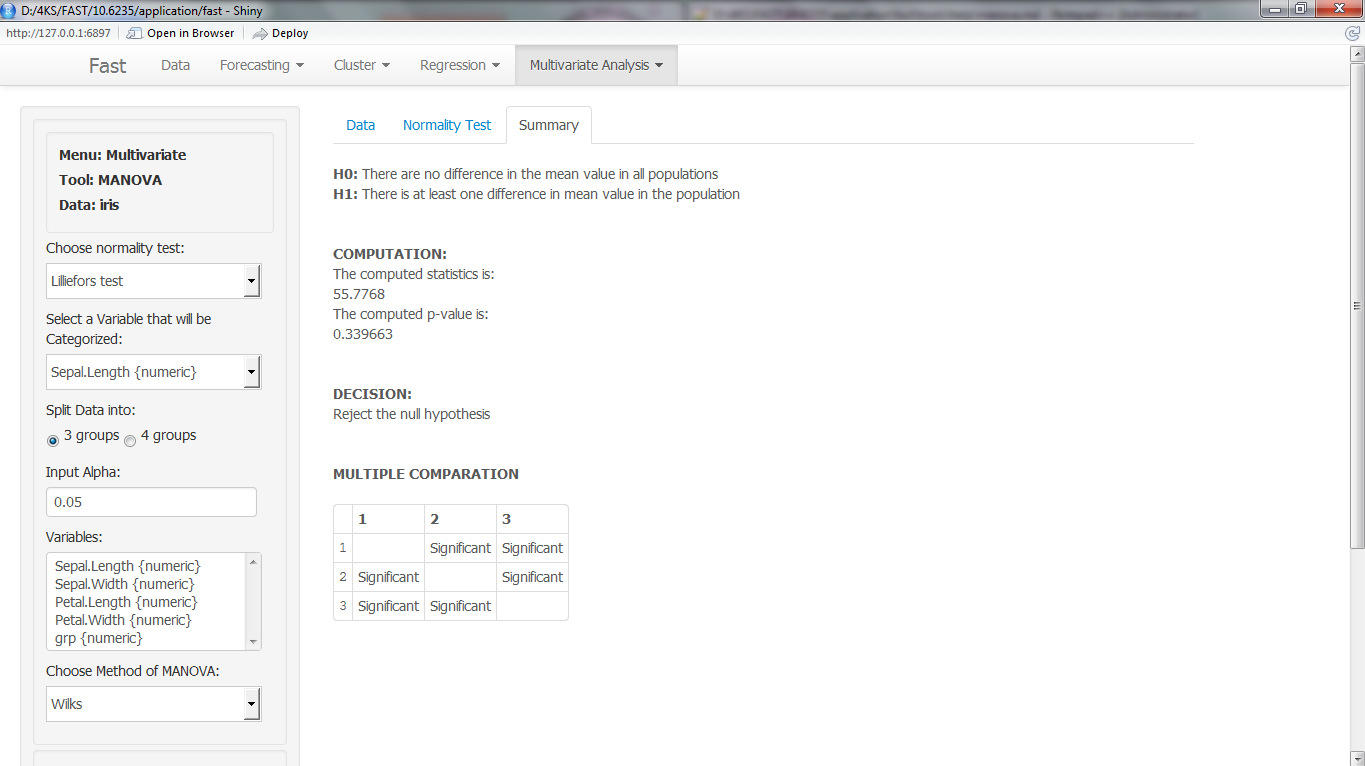 D:/4KS/FAST/10.6235/application/fast - Shiny
http://127.0.0.1:6897 Open in Browser Deploy
Fast Data Forecasting Cluster Regression Multivariate Analysis
Menu: Multivariate
Tool: MANOVA
Data: iris
Choose normality test:
Lilliefors test
Select a Variable that will be
Categorized:
Sepal.Length {numeric}
Split Data into:
3 groups 4 groups
Input Alpha:
0.05
Variables:
Sepal.Length {numeric}
Sepal.Width {numeric}
Petal.Length {numeric}
Petal.Width {numeric}
grp {numeric}
Choose Method of MANOVA:
Wilks
Data Normality Test Summary
H0: There are no difference in the mean value in all populations
H1: There is at least one difference in mean value in the population
COMPUTATION:
The computed statistics is:
55.7768
The computed p-value is:
0.339663
DECISION:
Reject the null hypothesis
MULTIPLE COMPARATION
1 2 3
1 Significant Significant
2 Significant Significant
3 Significant Significant